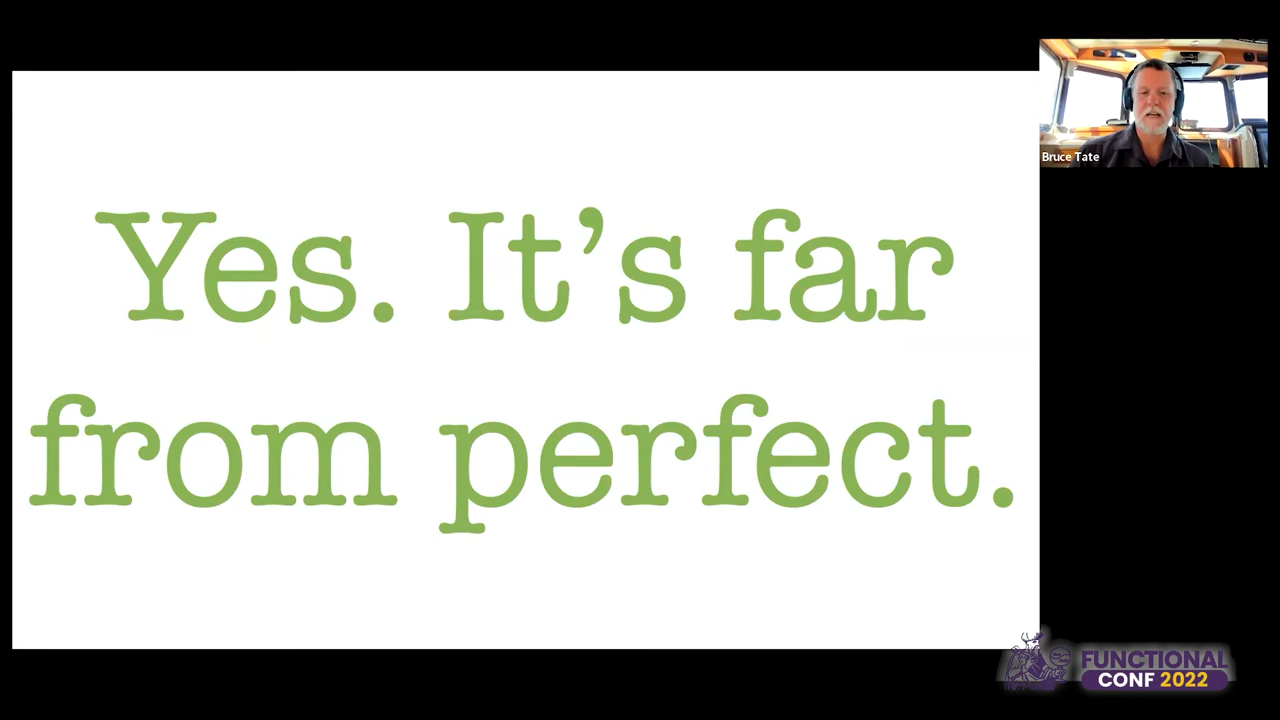 Yes. It’s far
from perfect.
Bruce Tate
FUNCTIONAL
CONF 2022